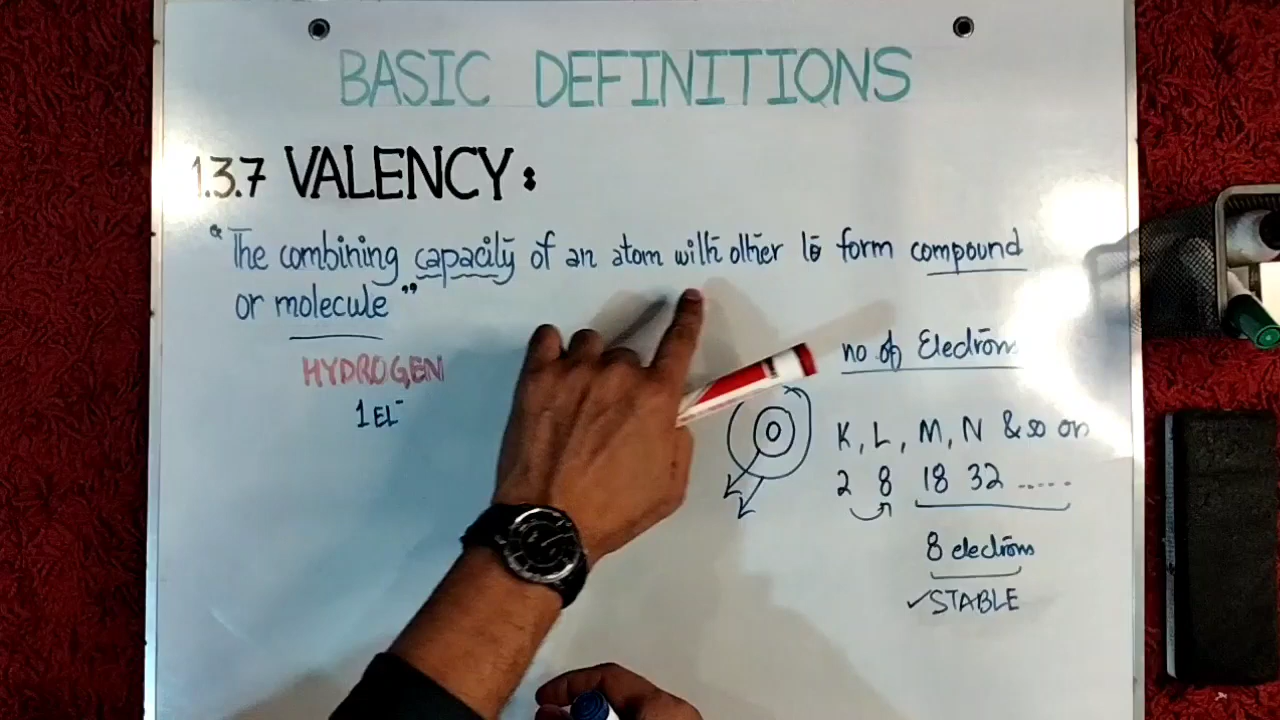 BASIC DEFINITIONS
1.3.7 VALENCY:
"The combining capacity of an atom with other to form compound
or molecule"
HYDROGEN
1 EL⁻
no of Electrons
K, L, M, N & so on
2 8 18 32 .....
8 electrons
✓STABLE